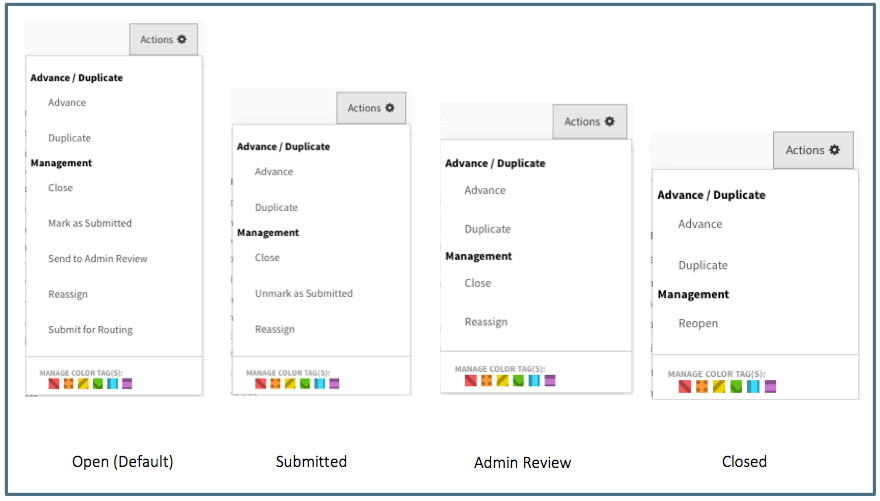 Actions
Advance / Duplicate
Advance
Duplicate
Management
Close
Mark as Submitted
Send to Admin Review
Reassign
Submit for Routing
MANAGE COLOR TAG(S):
Open (Default)
Actions
Advance / Duplicate
Advance
Duplicate
Management
Close
Unmark as Submitted
Reassign
MANAGE COLOR TAG(S):
Submitted
Actions
Advance / Duplicate
Advance
Duplicate
Management
Close
Reassign
MANAGE COLOR TAG(S):
Admin Review
Actions
Advance / Duplicate
Advance
Duplicate
Management
Reopen
MANAGE COLOR TAG(S):
Closed